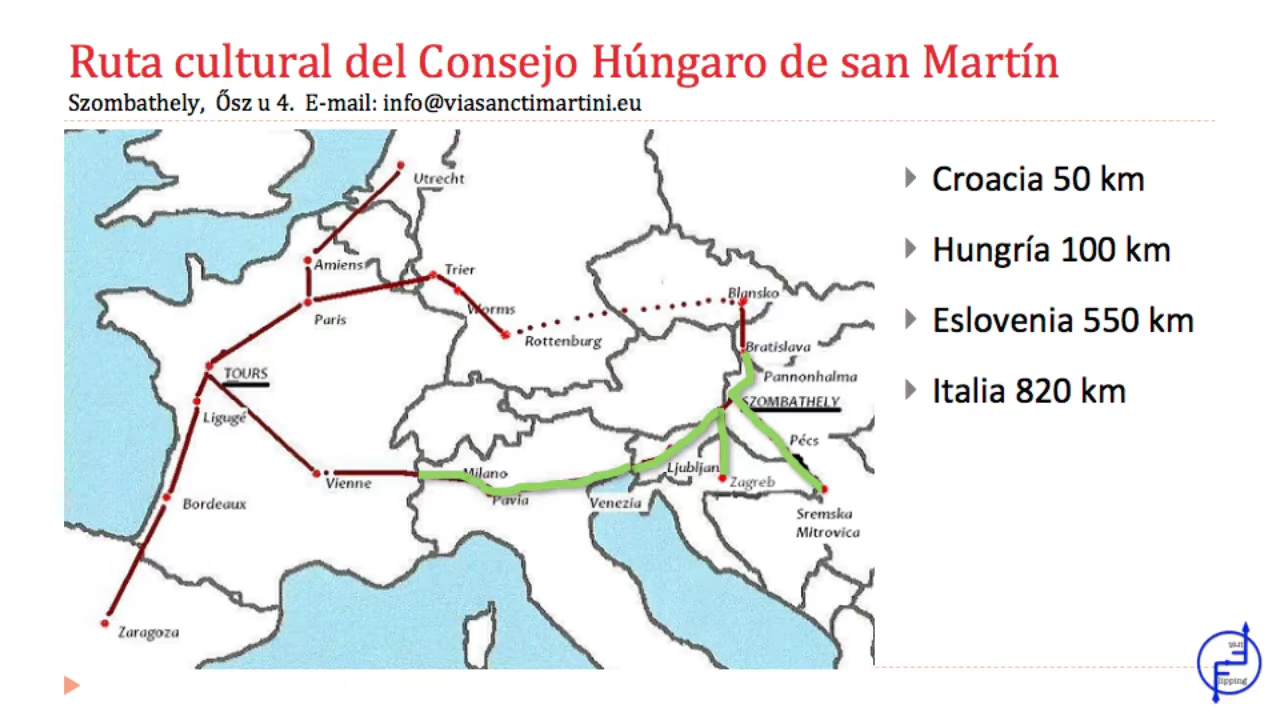 Ruta cultural del Consejo Húngaro de san Martín
Szombathely, Ősz u 4. E-mail: info@viasanctimartini.eu
Croacia 50 km
Hungría 100 km
Eslovenia 550 km
Italia 820 km
Utrecht
Amiens
Trier
Paris
Worms
Rottenburg
Blansko
Bratislava
TOURS
Pannonhalma
SZOMBATHELY
Ligugé
Pécs
Vienne
Milano
Ljubljan
Zagreb
Pavia
Venezia
Bordeaux
Sremska
Mitrovica
Zaragoza
lipping